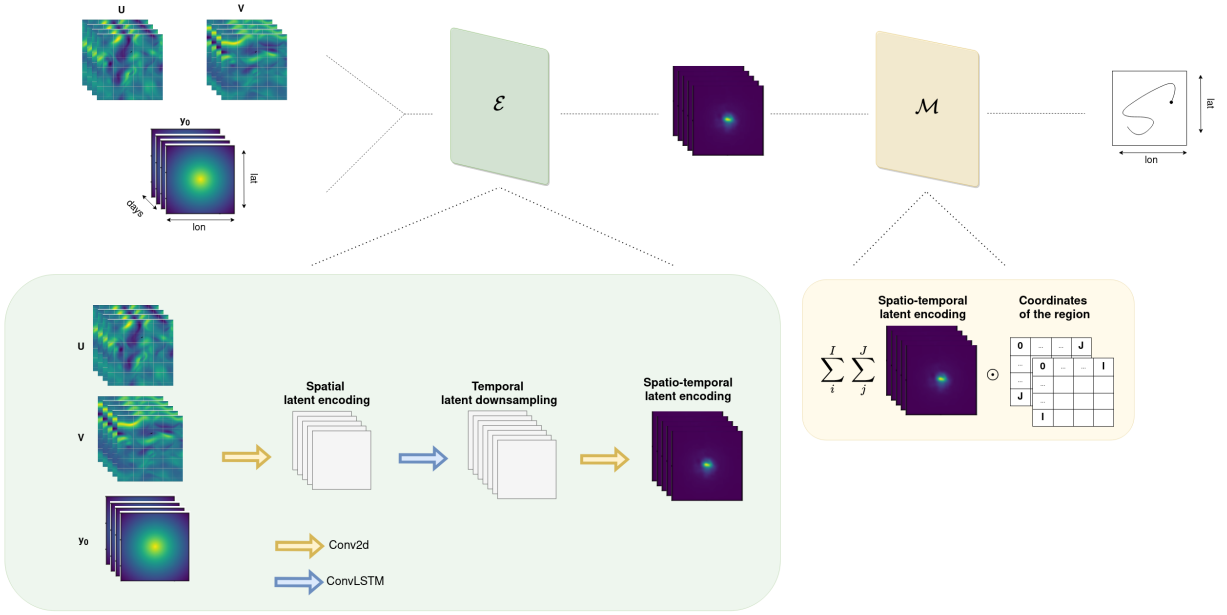 U
V
y₀
lat
days
lon
ℰ
ℳ
lat
lon
U
V
y₀
Spatial
latent encoding
Temporal
latent downsampling
Spatio-temporal
latent encoding
Conv2d
ConvLSTM
Spatio-temporal
latent encoding
Coordinates
of the region
I J
∑ ∑ ⊙
i j
0 ... ... J
...
...
J
0 ... ... I
...
...
I